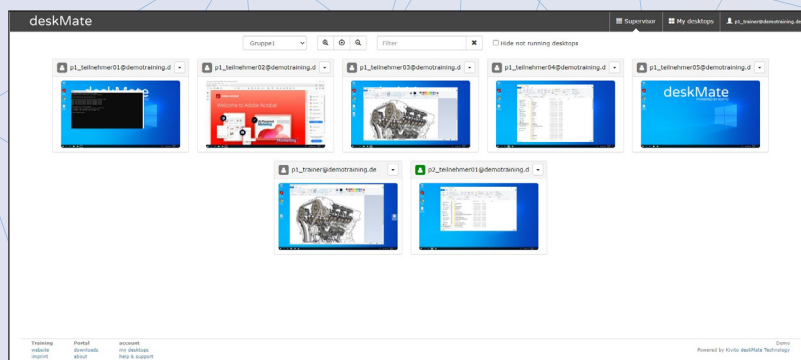 deskMate
Supervisor
My desktops
p1_trainer@demotraining.de
Gruppe1
Filter
Hide not running desktops
p1_teilnehmer01@demotraining.d
p1_teilnehmer02@demotraining.d
p1_teilnehmer03@demotraining.d
p1_teilnehmer04@demotraining.d
p1_teilnehmer05@demotraining.d
deskMate
Welcome to Adobe Acrobat
deskMate
p1_trainer@demotraining.de
p2_teilnehmer01@demotraining.d
Training
Portal
account
Demo
website
downloads
my desktops
Powered by Kivito deskMate Technology
imprint
about
help & support